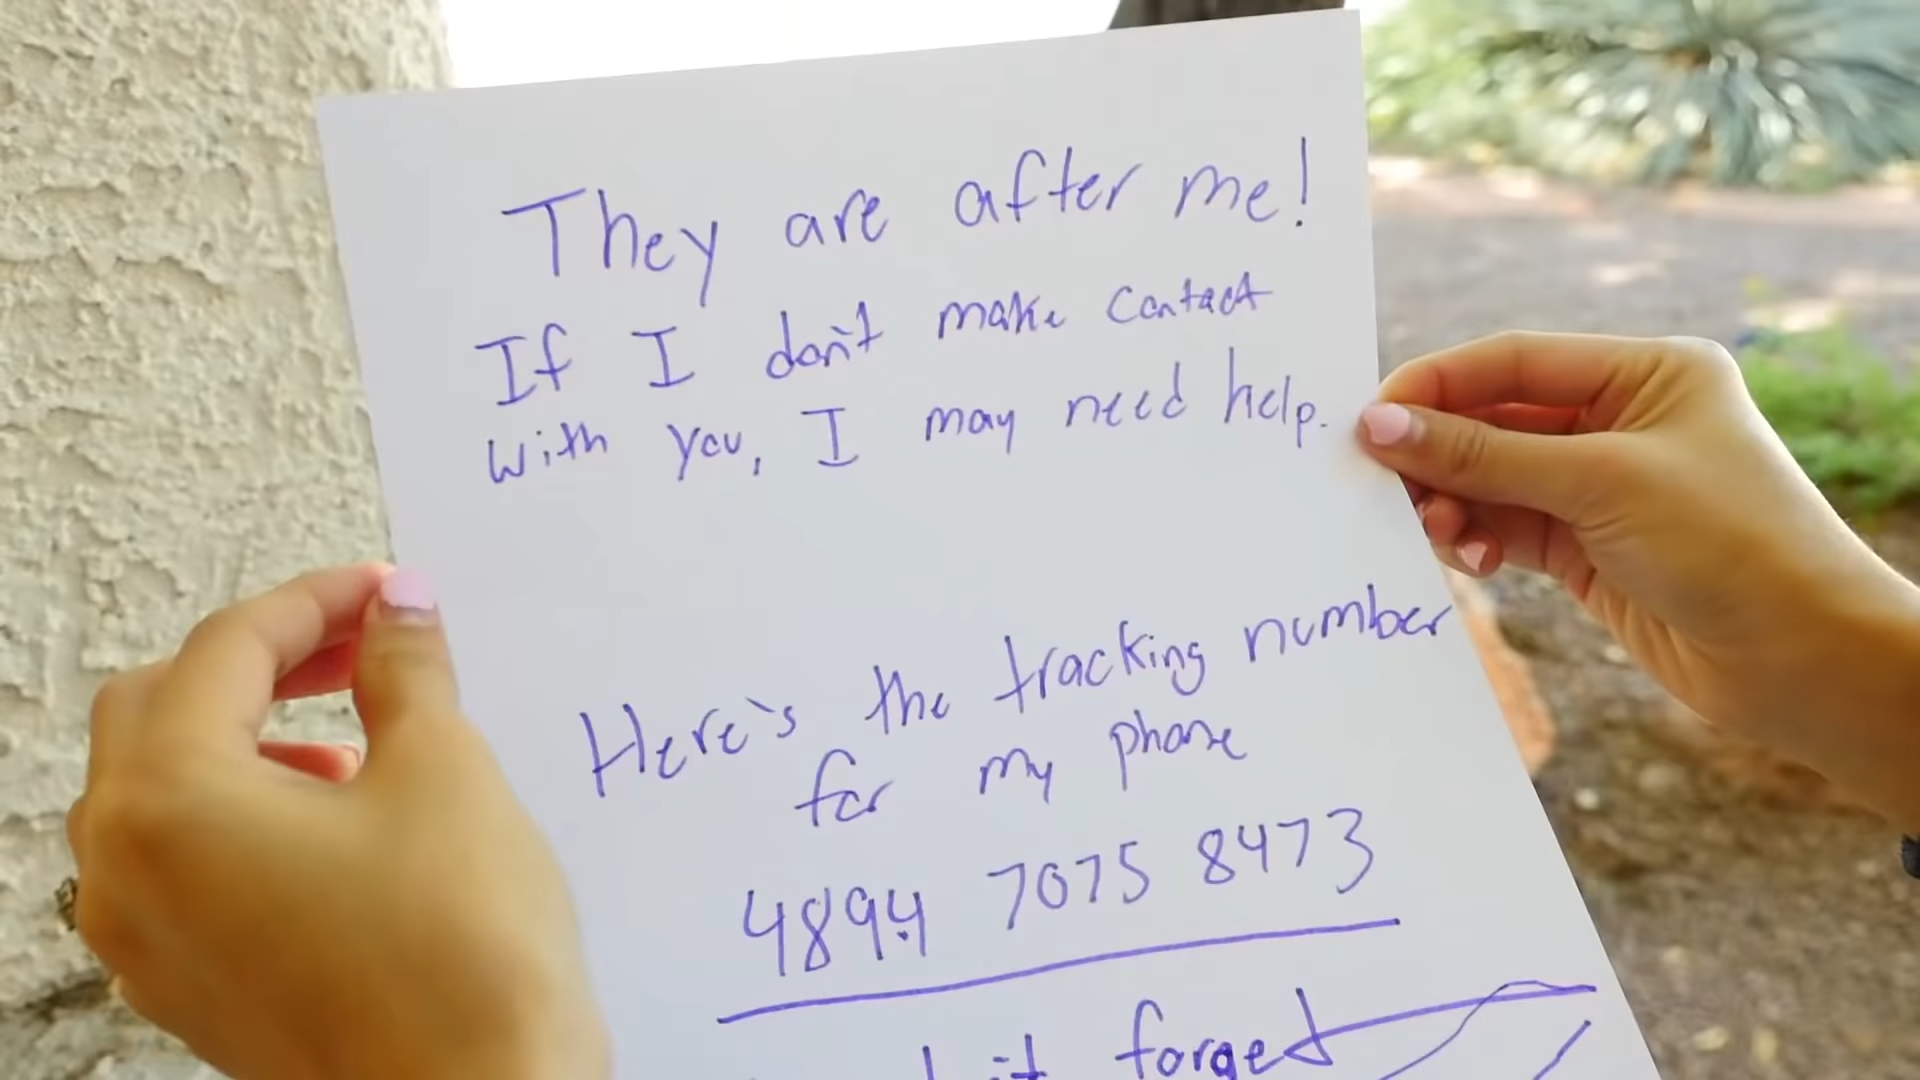 They are after me!
If I don't make contact
with you, I may need help.
Here's the tracking number
for my phone
4894 7075 8473
forget